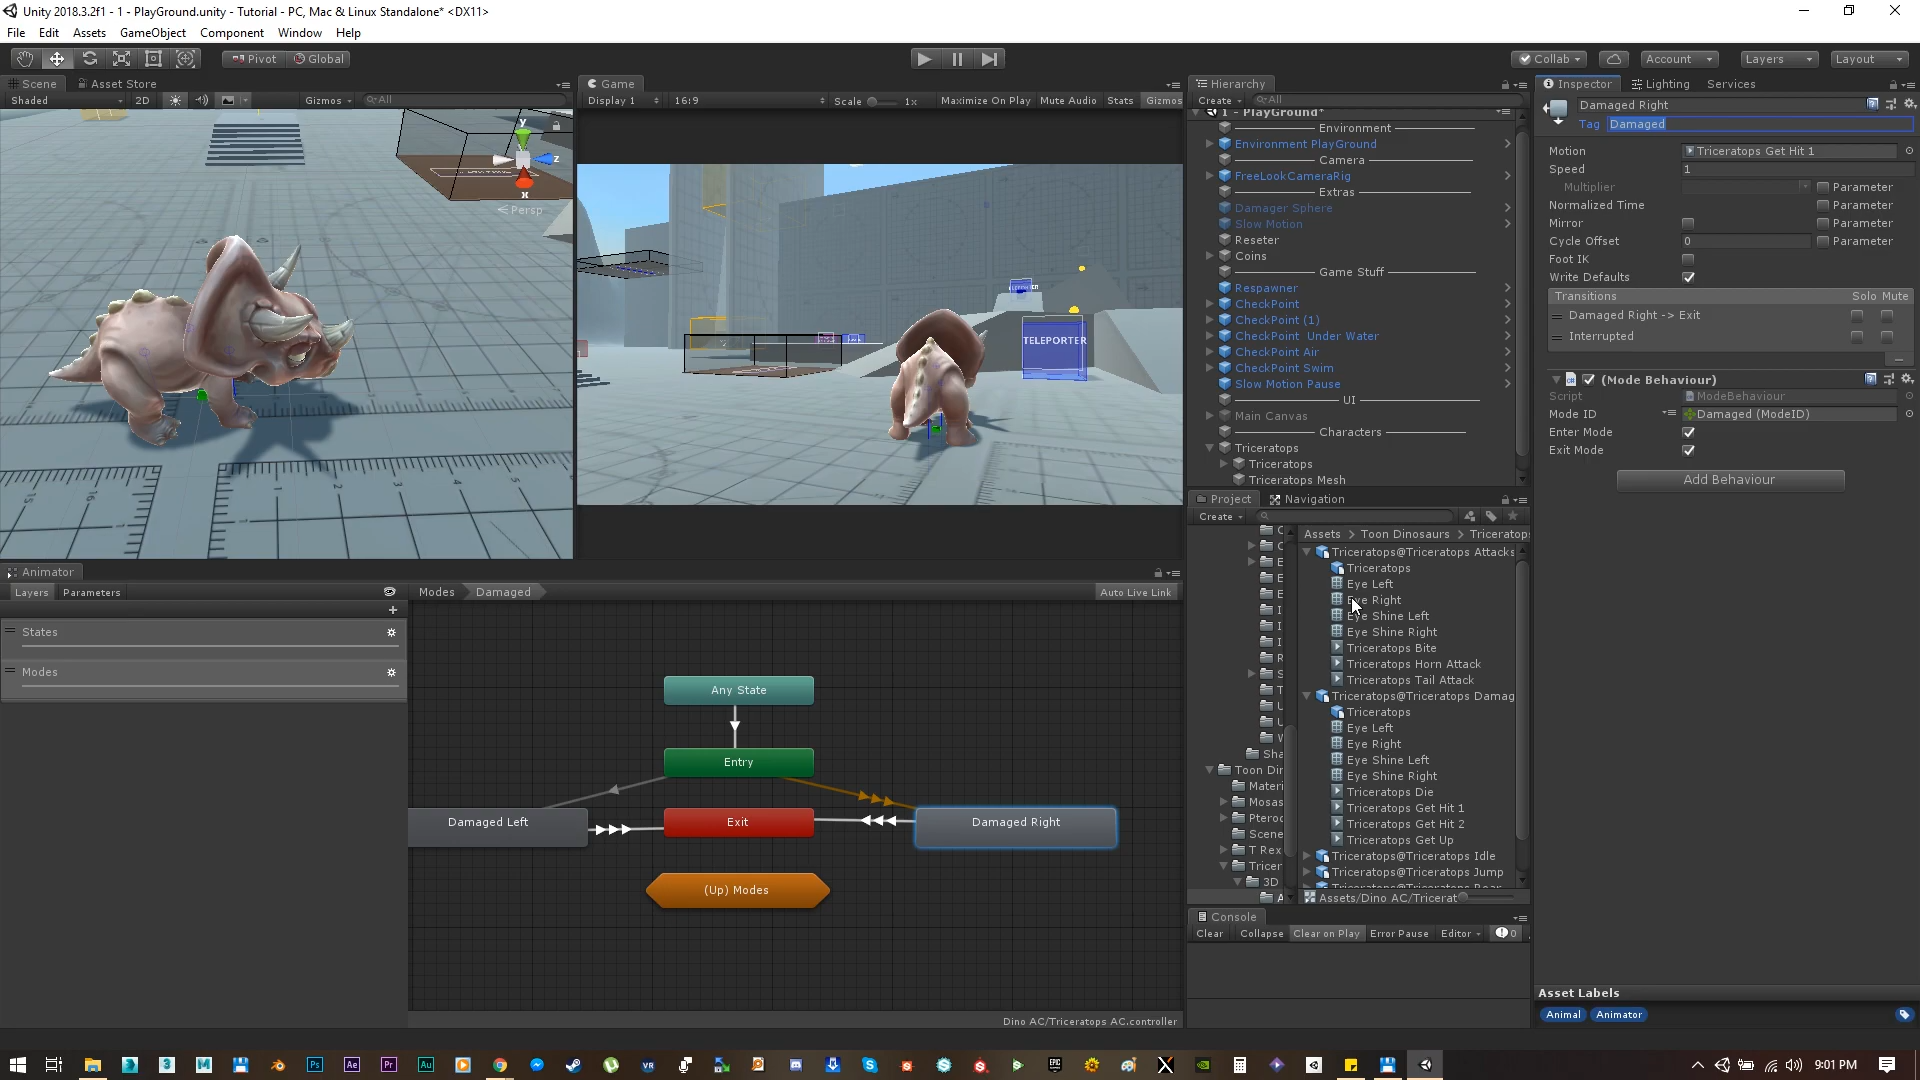 Unity 2018.3.2f1 - 1 - PlayGround.unity - Tutorial - PC, Mac & Linux Standalone* <DX11>
File Edit Assets GameObject Component Window Help
Pivot Global Collab Account Layers Layout
Scene Asset Store
Shaded 2D Gizmos All
y
z
x
Persp
Game
Display 1 16:9 Scale 1x Maximize On Play Mute Audio Stats Gizmos
TELEPORTER
Hierarchy
Create All
1 - PlayGround*
Environment
Environment PlayGround
Camera
FreeLookCameraRig
Extras
Damager Sphere
Slow Motion
Reseter
Coins
Game Stuff
Respawner
CheckPoint
CheckPoint (1)
CheckPoint Under Water
CheckPoint Air
CheckPoint Swim
Slow Motion Pause
UI
Main Canvas
Characters
Triceratops
Triceratops
Triceratops Mesh
Project Navigation
Create
Assets > Toon Dinosaurs > Triceratops
Sha
Toon Di
Materi
Mosas
Pteroc
Scene
T Rex
Tricer
3D
A
Triceratops@Triceratops Attacks
Triceratops
Eye Left
Eye Right
Eye Shine Left
Eye Shine Right
Triceratops Bite
Triceratops Horn Attack
Triceratops Tail Attack
Triceratops@Triceratops Damag
Triceratops
Eye Left
Eye Right
Eye Shine Left
Eye Shine Right
Triceratops Die
Triceratops Get Hit 1
Triceratops Get Hit 2
Triceratops Get Up
Triceratops@Triceratops Idle
Triceratops@Triceratops Jump
Assets/Dino AC/Tricerat
Console
Clear Collapse Clear on Play Error Pause Editor 0
Inspector Lighting Services
Damaged Right
Tag Damaged
Motion Triceratops Get Hit 1
Speed 1
Multiplier Parameter
Normalized Time Parameter
Mirror Parameter
Cycle Offset 0 Parameter
Foot IK
Write Defaults
Transitions Solo Mute
Damaged Right -> Exit
Interrupted
(Mode Behaviour)
Script ModeBehaviour
Mode ID Damaged (ModeID)
Enter Mode
Exit Mode
Add Behaviour
Asset Labels
Animal Animator
Animator
Layers Parameters
States
Modes
Modes Damaged Auto Live Link
Any State
Entry
Damaged Left
Exit
Damaged Right
(Up) Modes
Dino AC/Triceratops AC.controller
9:01 PM